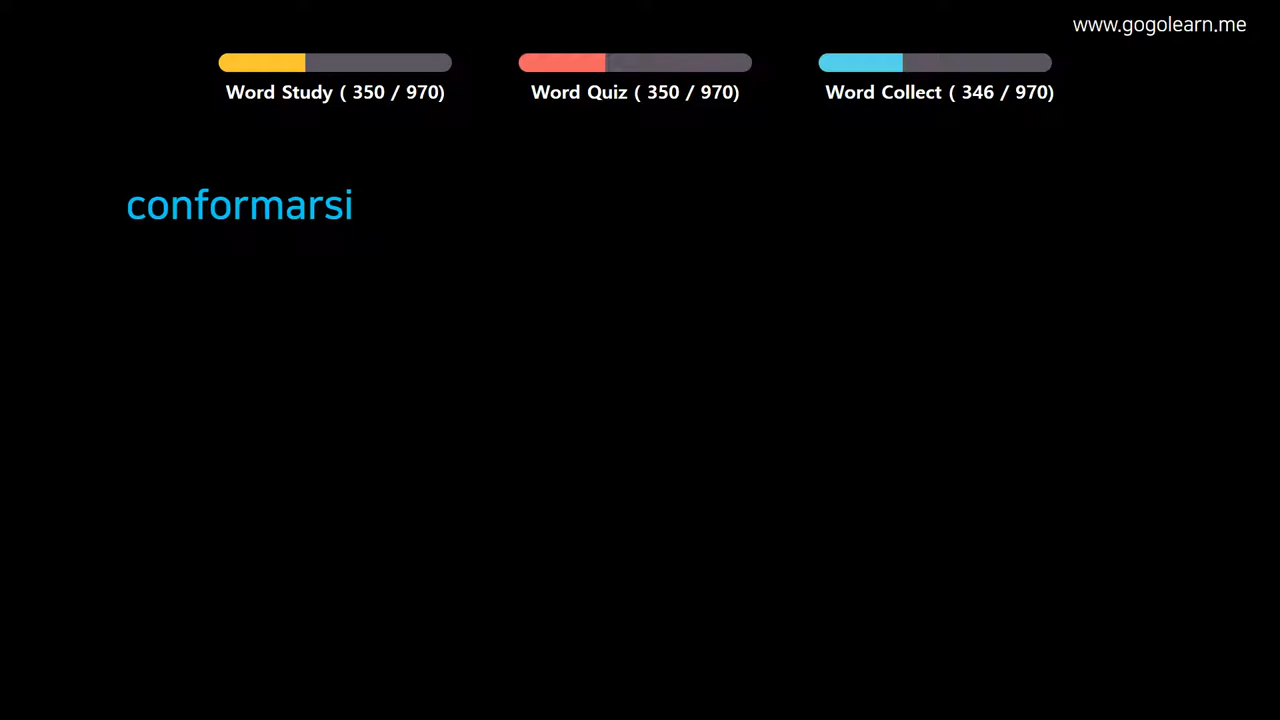 www.gogolearn.me
Word Study ( 350 / 970)
Word Quiz ( 350 / 970)
Word Collect ( 346 / 970)
conformarsi